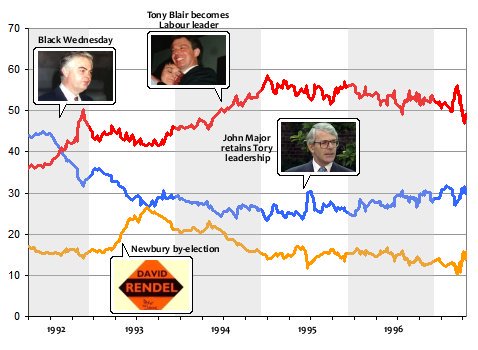 Tony Blair becomes
Labour leader
Black Wednesday
70
60
50
40
30
20
10
0
John Major
retains Tory
leadership
Newbury by-election
DAVID
RENDEL
1992
1993
1994
1995
1996